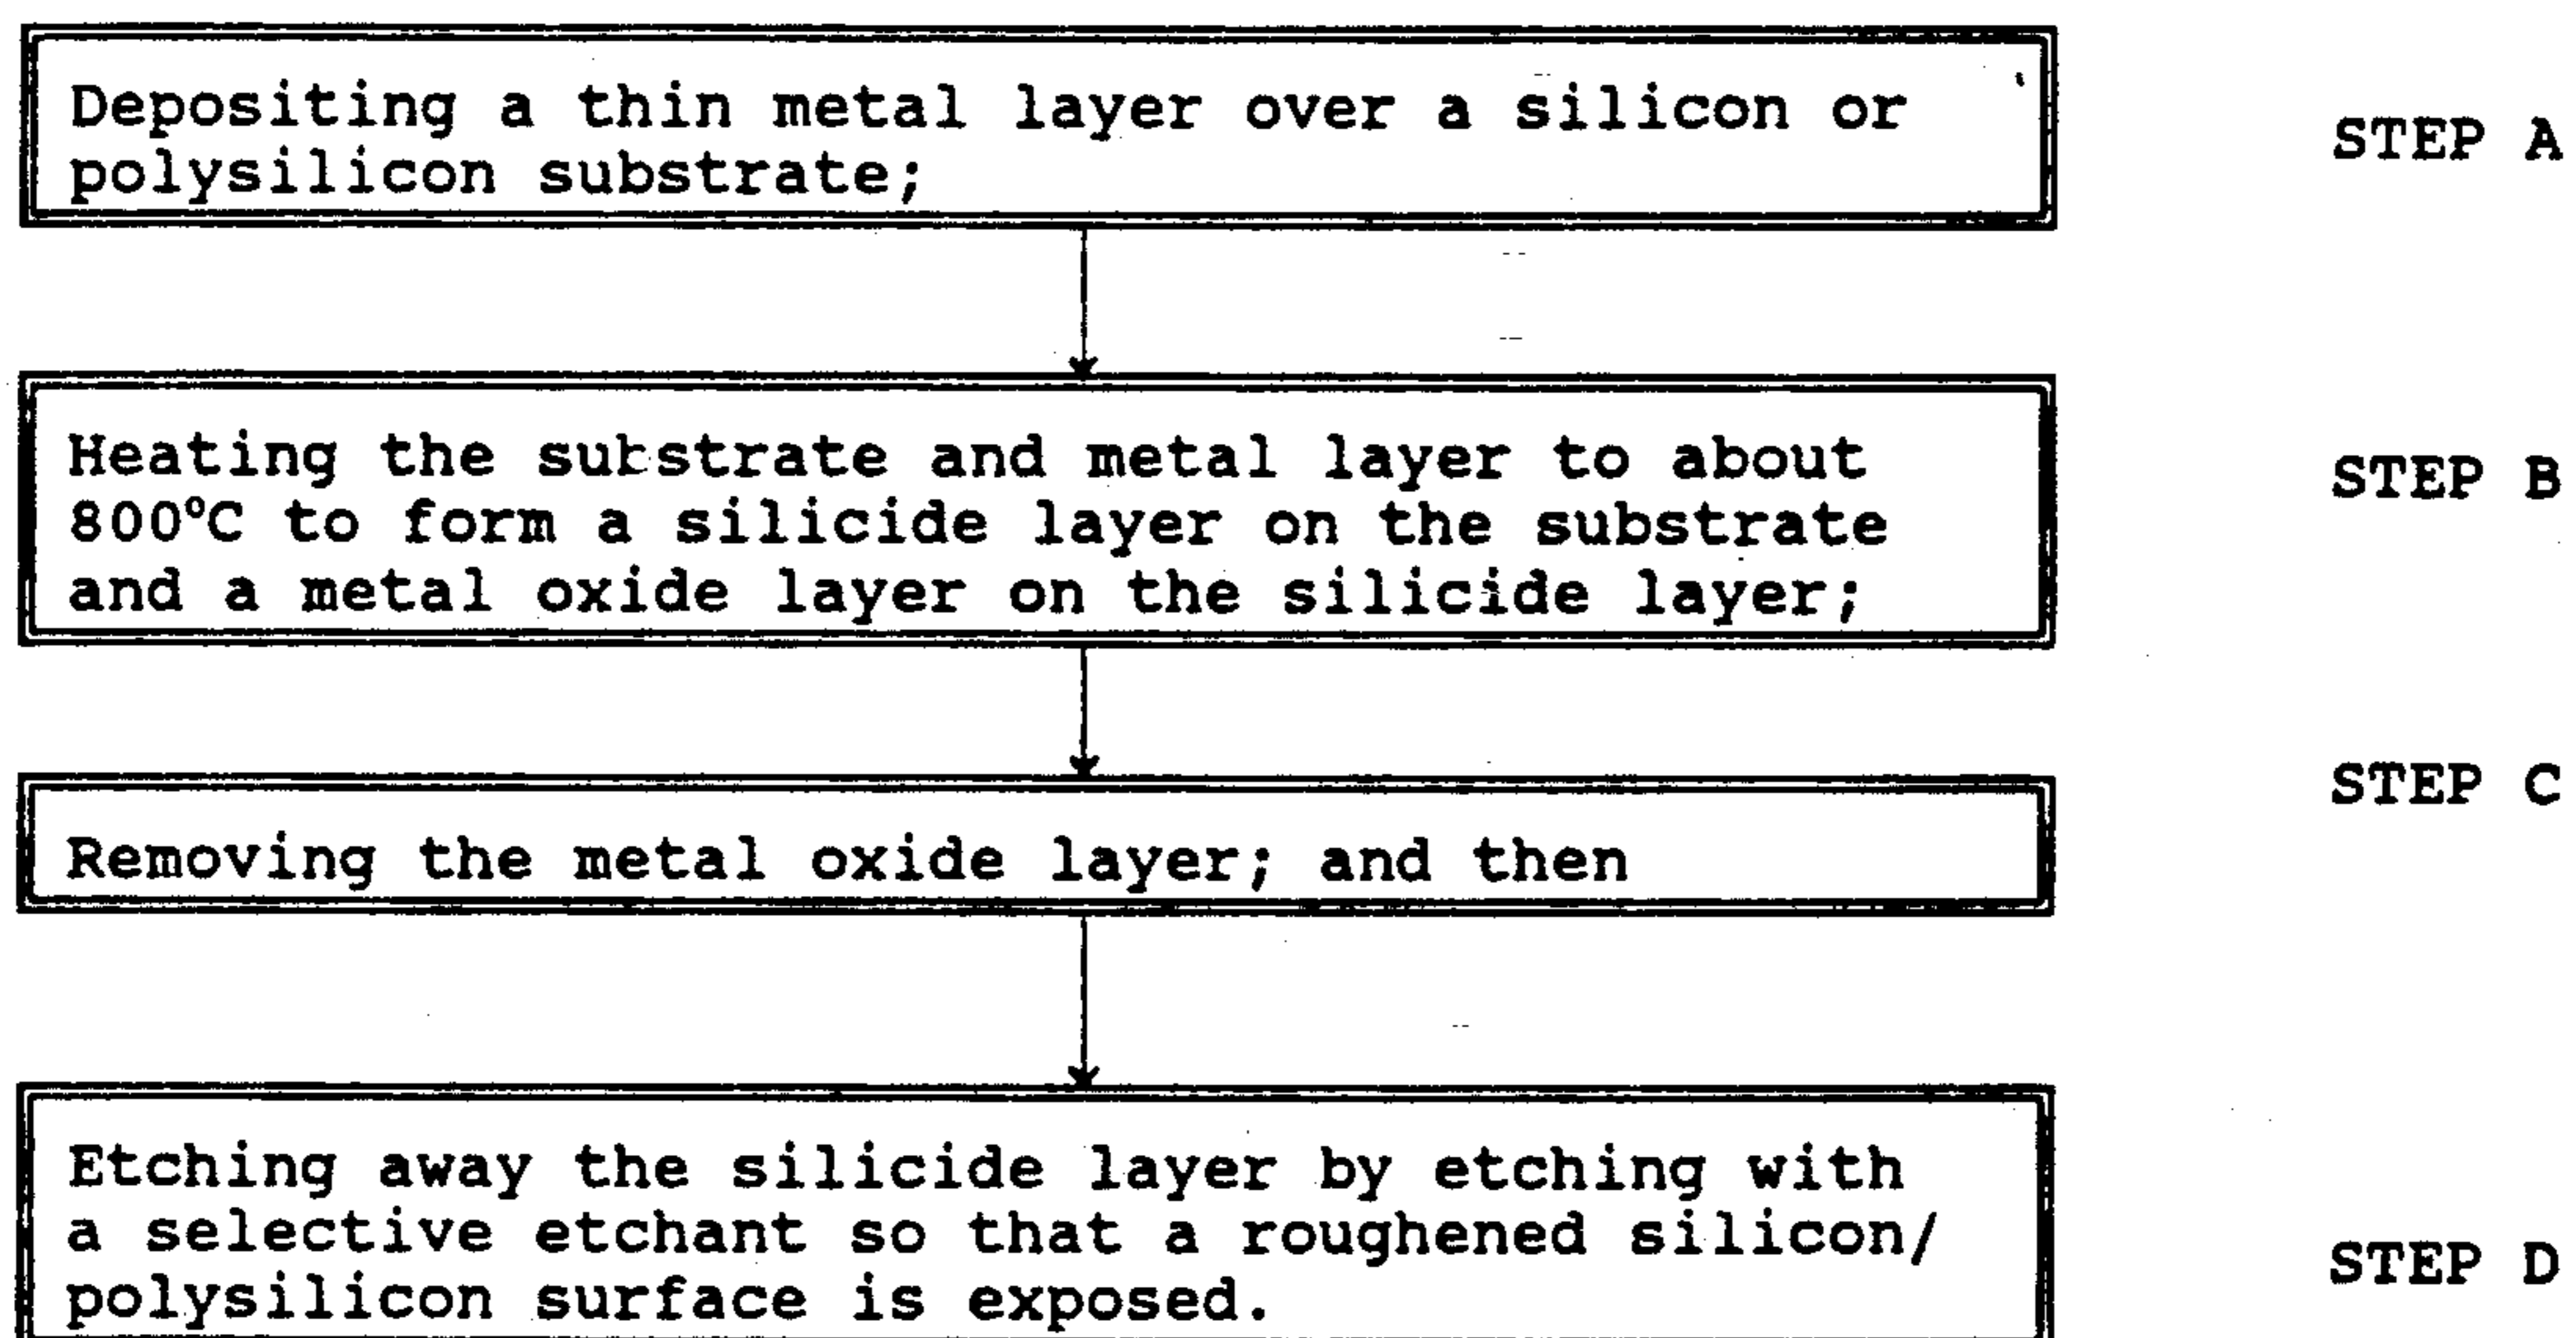 Depositing a thin metal layer over a silicon or
polysilicon substrate;
STEP A
Heating the substrate and metal layer to about
800°C to form a silicide layer on the substrate
and a metal oxide layer on the silicide layer;
STEP B
STEP C
Removing the metal oxide layer; and then
Etching away the silicide layer by etching with
a selective etchant so that a roughened silicon/
polysilicon surface is exposed.
STEP D